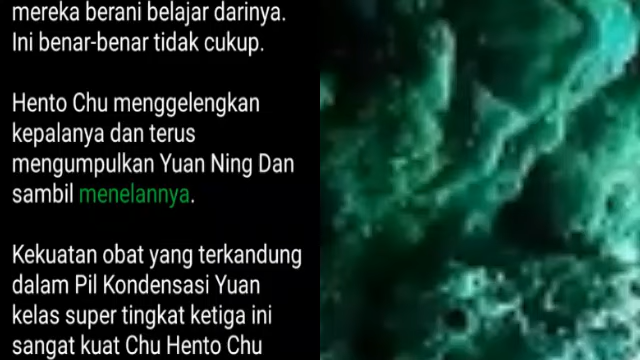 mereka berani belajar darinya.
Ini benar-benar tidak cukup.
Hento Chu menggelengkan
kepalanya dan terus
mengumpulkan Yuan Ning Dan
sambil menelannya.
Kekuatan obat yang terkandung
dalam Pil Kondensasi Yuan
kelas super tingkat ketiga ini
sangat kuat Chu Hento Chu